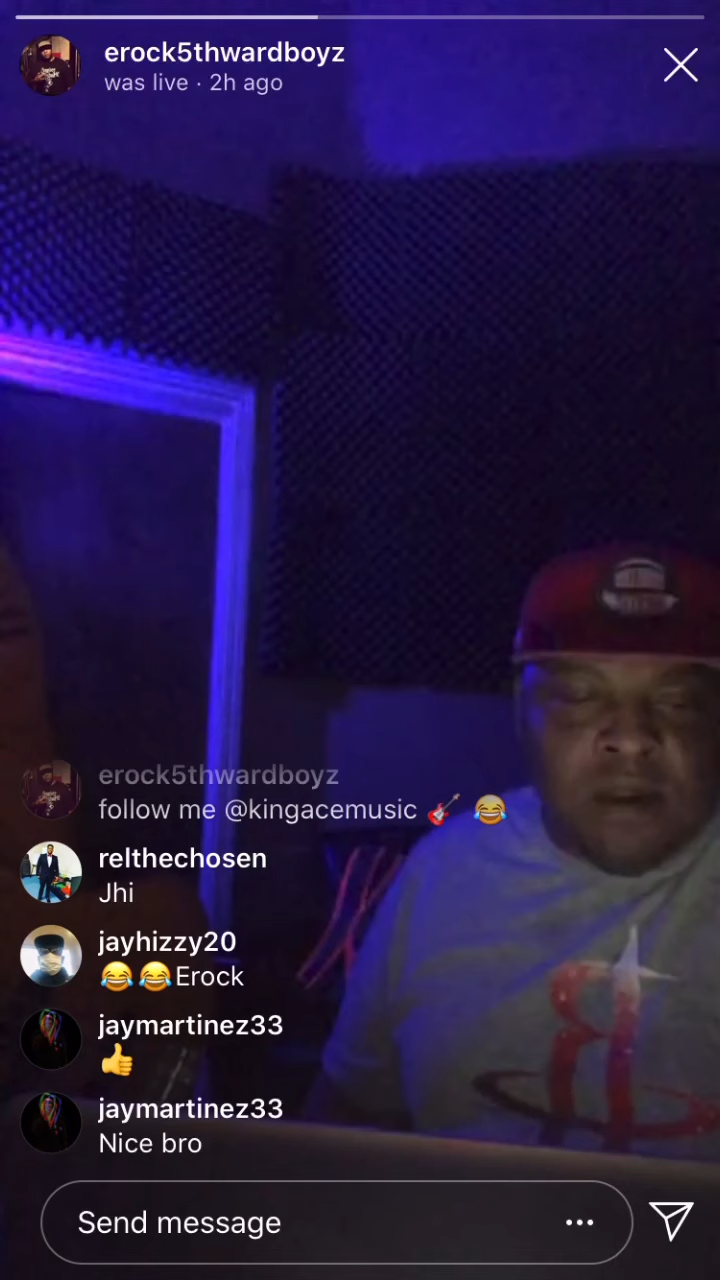 erock5thwardboyz
was live · 2h ago
erock5thwardboyz
follow me @kingacemusic 🎸 😂
relthechosen
Jhi
jayhizzy20
😂😂Erock
jaymartinez33
👍
jaymartinez33
Nice bro
Send message